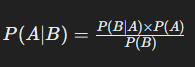 P(A|B) = P(B|A)×P(A) / P(B)